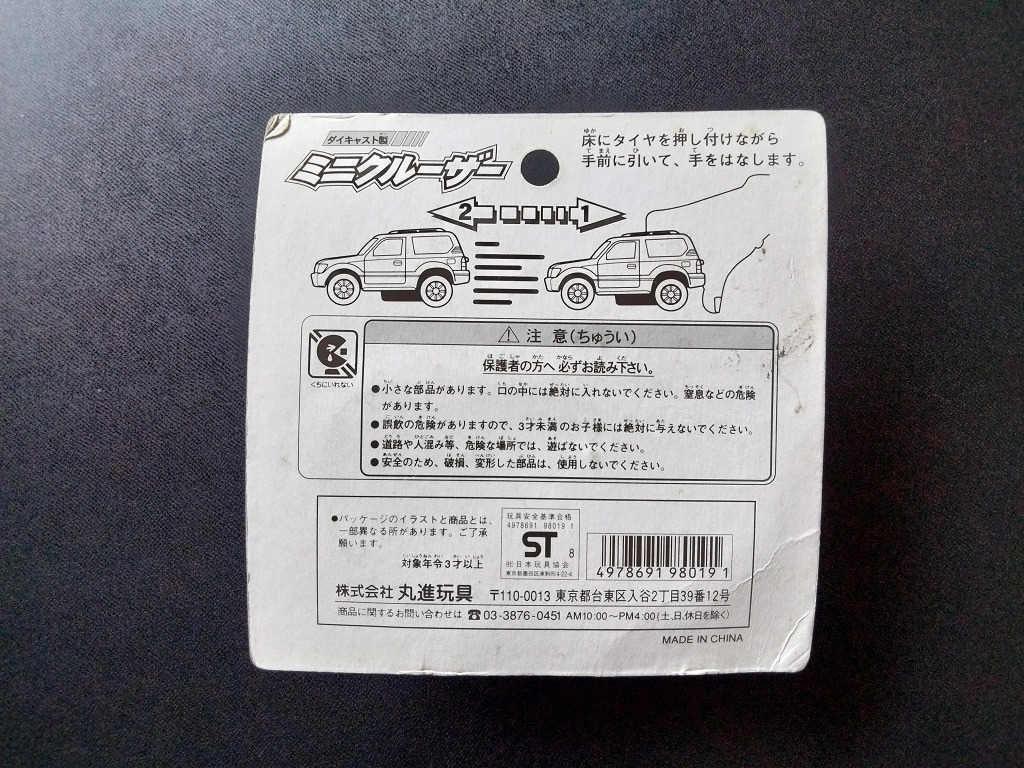 ダイキャスト製
ミニクルーザー
床にタイヤを押し付けながら
手前に引いて、手をはなします。
2 1
くちにいれない
⚠ 注 意(ちゅうい)
保護者の方へ 必ずお読み下さい。
●小さな部品があります。口の中には絶対に入れないでください。窒息などの危険
があります。
●誤飲の危険がありますので、3才未満のお子様には絶対に与えないでください。
●道路や人混み等、危険な場所では、遊ばないでください。
●安全のため、破損、変形した部品は、使用しないでください。
●パッケージのイラストと商品とは、
一部異なる所があります。ご了承
願います。
対象年令3才以上
玩具安全基準合格
4978691 98019 1
ST 8
(社)日本玩具協会
東京都墨田区東駒形4-22-4
4 978691 980191
株式会社 丸進玩具 〒110-0013 東京都台東区入谷2丁目39番12号
商品に関するお問い合わせは ☎03-3876-0451 AM10:00~PM4:00(土、日、休日を除く)
MADE IN CHINA